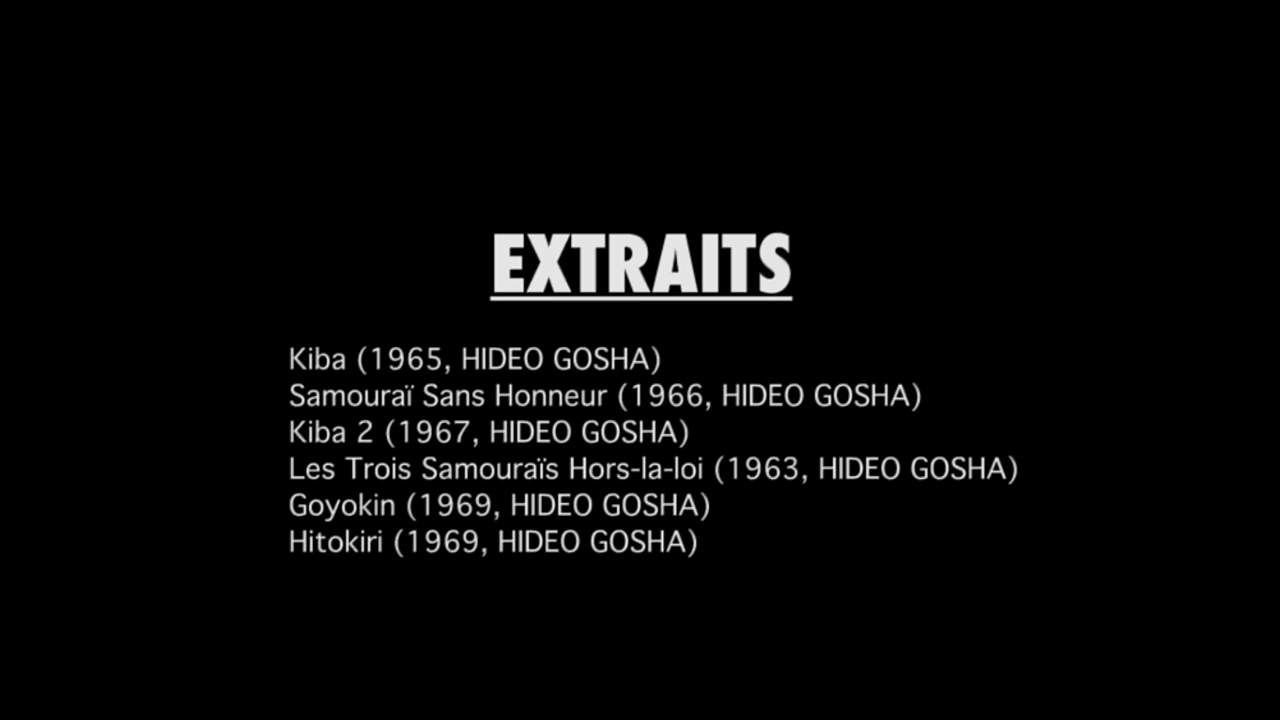 EXTRAITS
Kiba (1965, HIDEO GOSHA)
Samouraï Sans Honneur (1966, HIDEO GOSHA)
Kiba 2 (1967, HIDEO GOSHA)
Les Trois Samouraïs Hors-la-loi (1963, HIDEO GOSHA)
Goyokin (1969, HIDEO GOSHA)
Hitokiri (1969, HIDEO GOSHA)